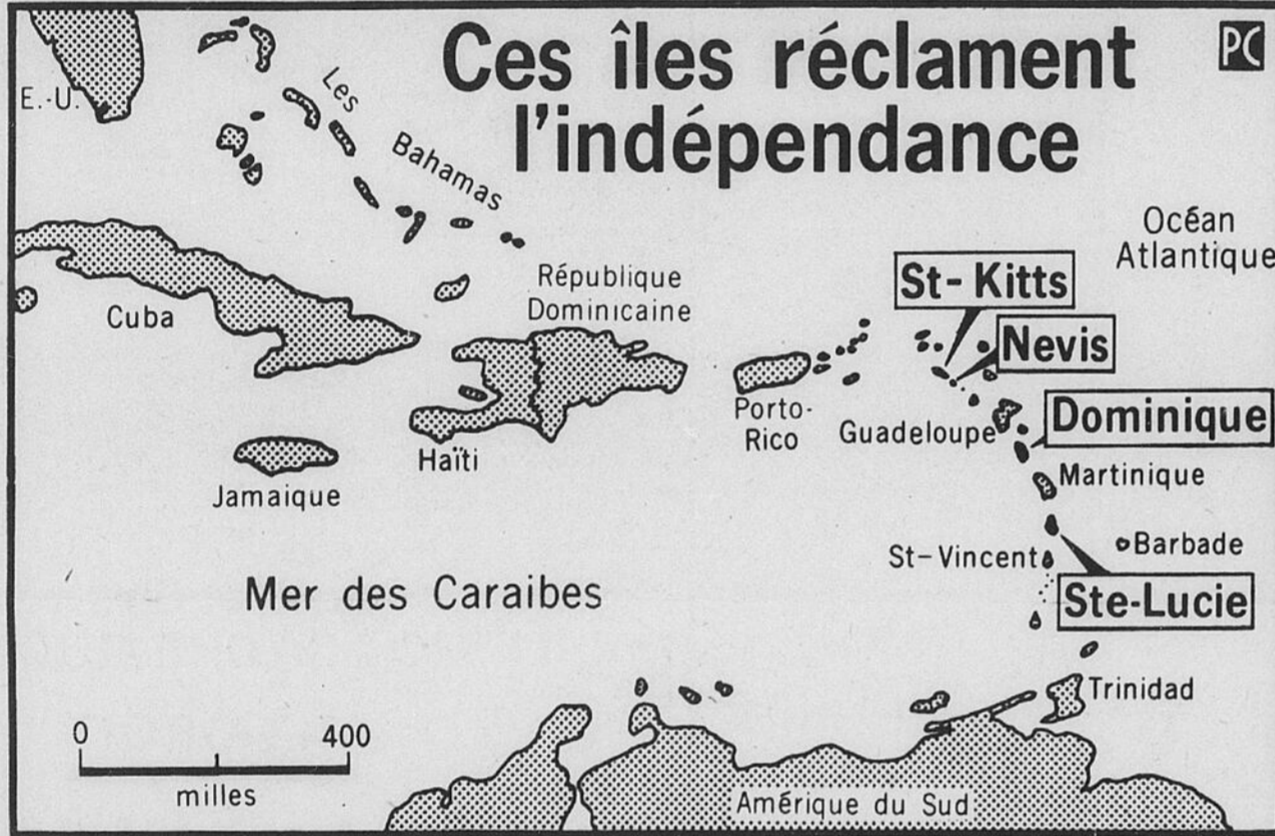 Ces îles réclament
l'indépendance
PC
E.-U.
Les
Bahamas
Océan
Atlantique
St-Kitts
République
Dominicaine
Cuba
Nevis
Porto-
Rico
Guadeloupe
Dominique
Haïti
Martinique
Jamaique
St-Vincent
Barbade
Mer des Caraibes
Ste-Lucie
Trinidad
0
400
milles
Amérique du Sud